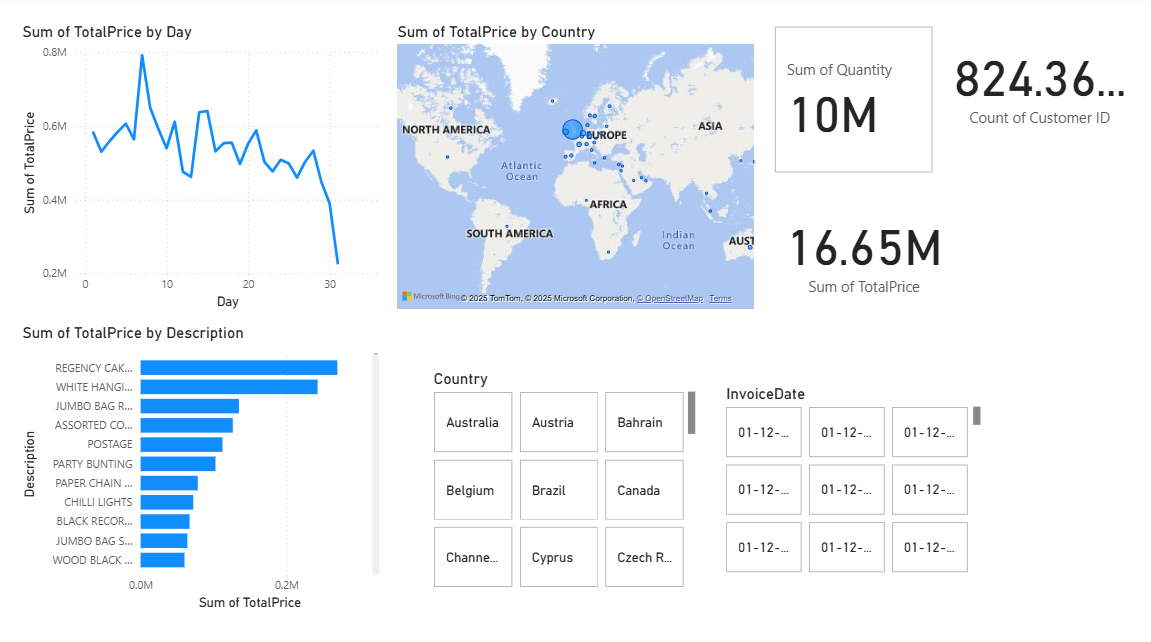 Sum of TotalPrice by Day
0.8M
0.6M
0.4M
0.2M
Sum of TotalPrice
0
10
20
30
Day
Sum of TotalPrice by Country
NORTH AMERICA
EUROPE
ASIA
Atlantic
Ocean
AFRICA
SOUTH AMERICA
Indian
Ocean
AUST
Microsoft Bing
© 2025 TomTom, © 2025 Microsoft Corporation, © OpenStreetMap Terms
Sum of Quantity
10M
824.36...
Count of Customer ID
16.65M
Sum of TotalPrice
Sum of TotalPrice by Description
Description
REGENCY CAK...
WHITE HANGI...
JUMBO BAG R...
ASSORTED CO...
POSTAGE
PARTY BUNTING
PAPER CHAIN ...
CHILLI LIGHTS
BLACK RECOR...
JUMBO BAG S...
WOOD BLACK ...
0.0M
0.2M
Sum of TotalPrice
Country
Australia
Austria
Bahrain
Belgium
Brazil
Canada
Channe...
Cyprus
Czech R...
InvoiceDate
01-12-...
01-12-...
01-12-...
01-12-...
01-12-...
01-12-...
01-12-...
01-12-...
01-12-...